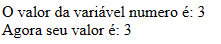 O valor da variável numero é: 3
Agora seu valor é: 3